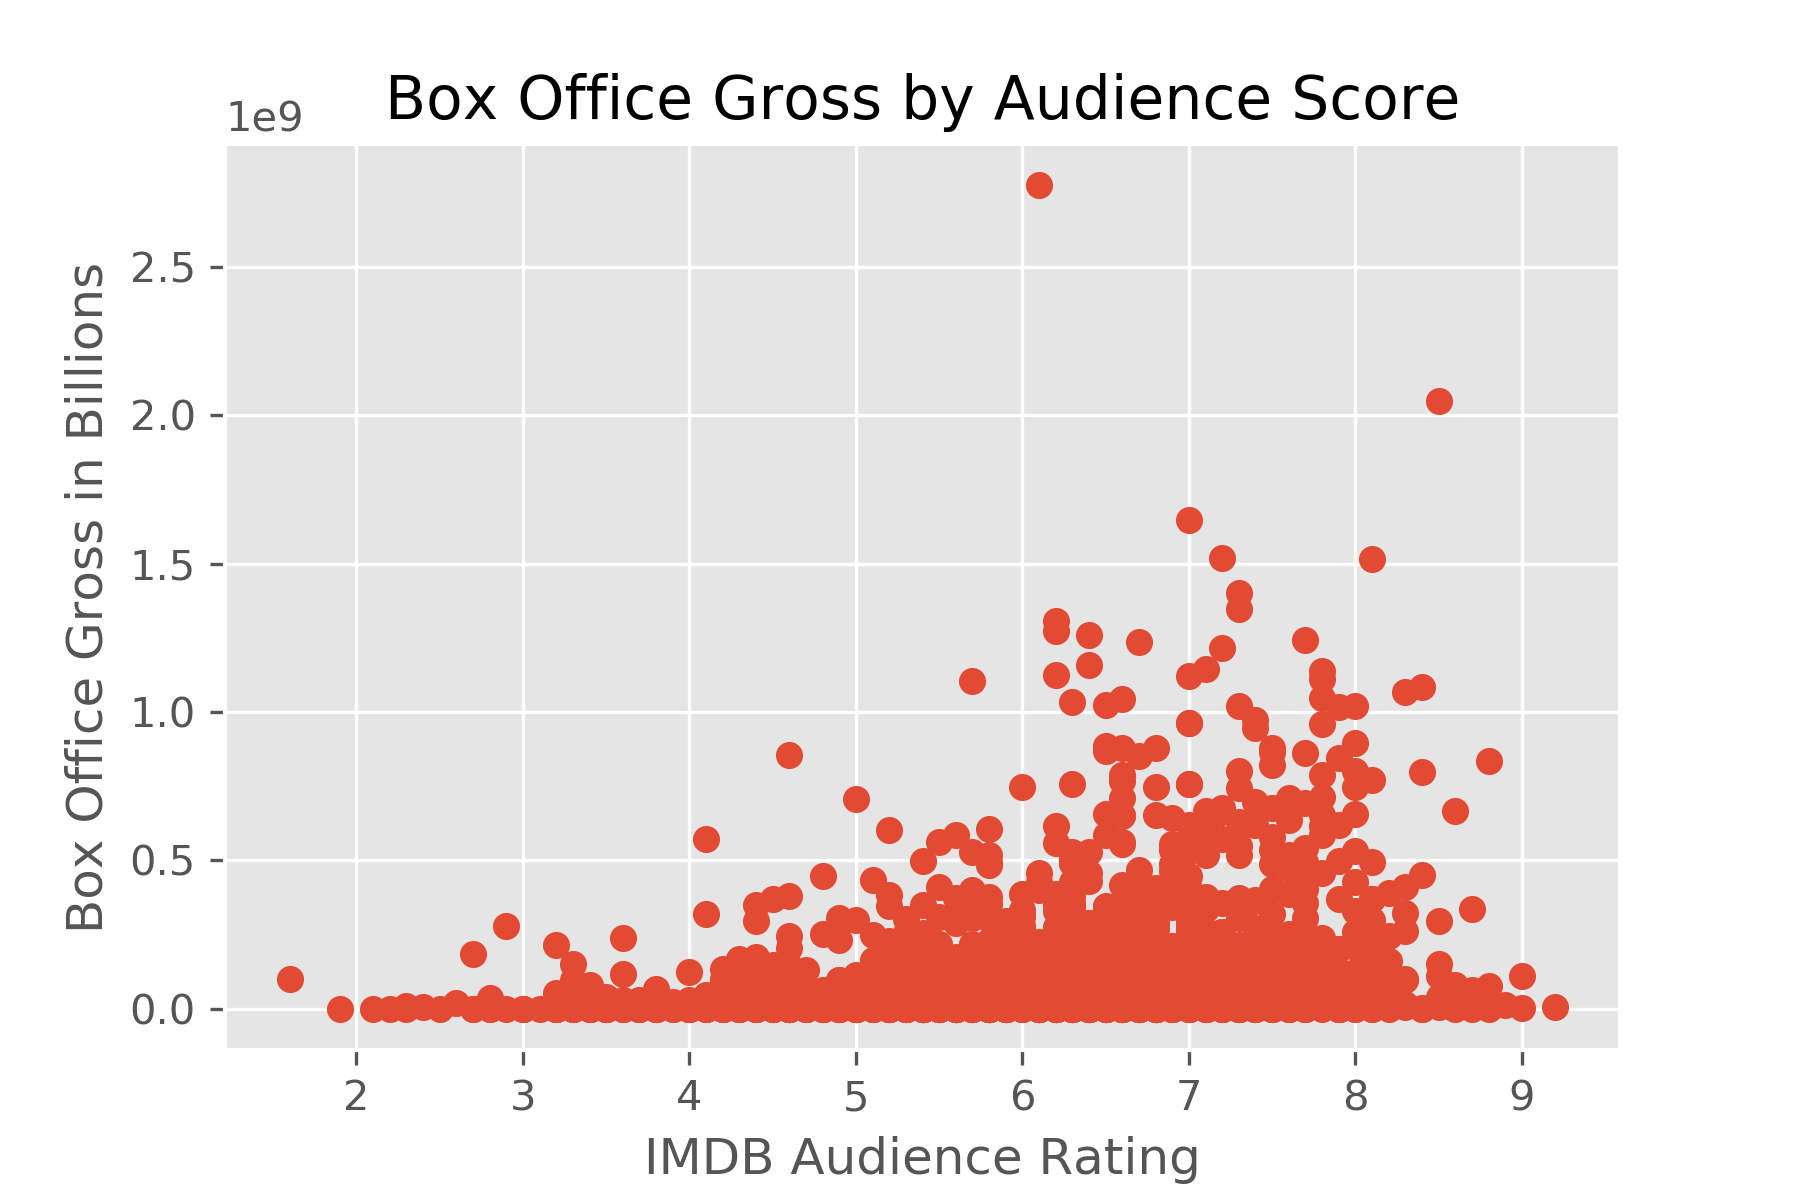 Box Office Gross by Audience Score
1e9
2.5
2.0
1.5
1.0
0.5
0.0
Box Office Gross in Billions
2 3 4 5 6 7 8 9
IMDB Audience Rating